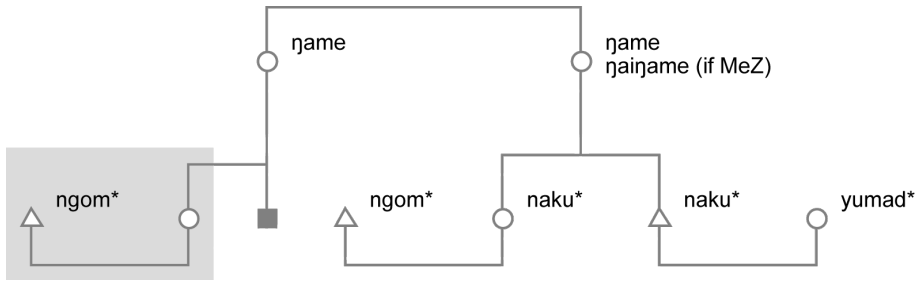 ŋame
ŋame
ŋaiŋame (if MeZ)
ngom*
ngom*
naku*
naku*
yumad*